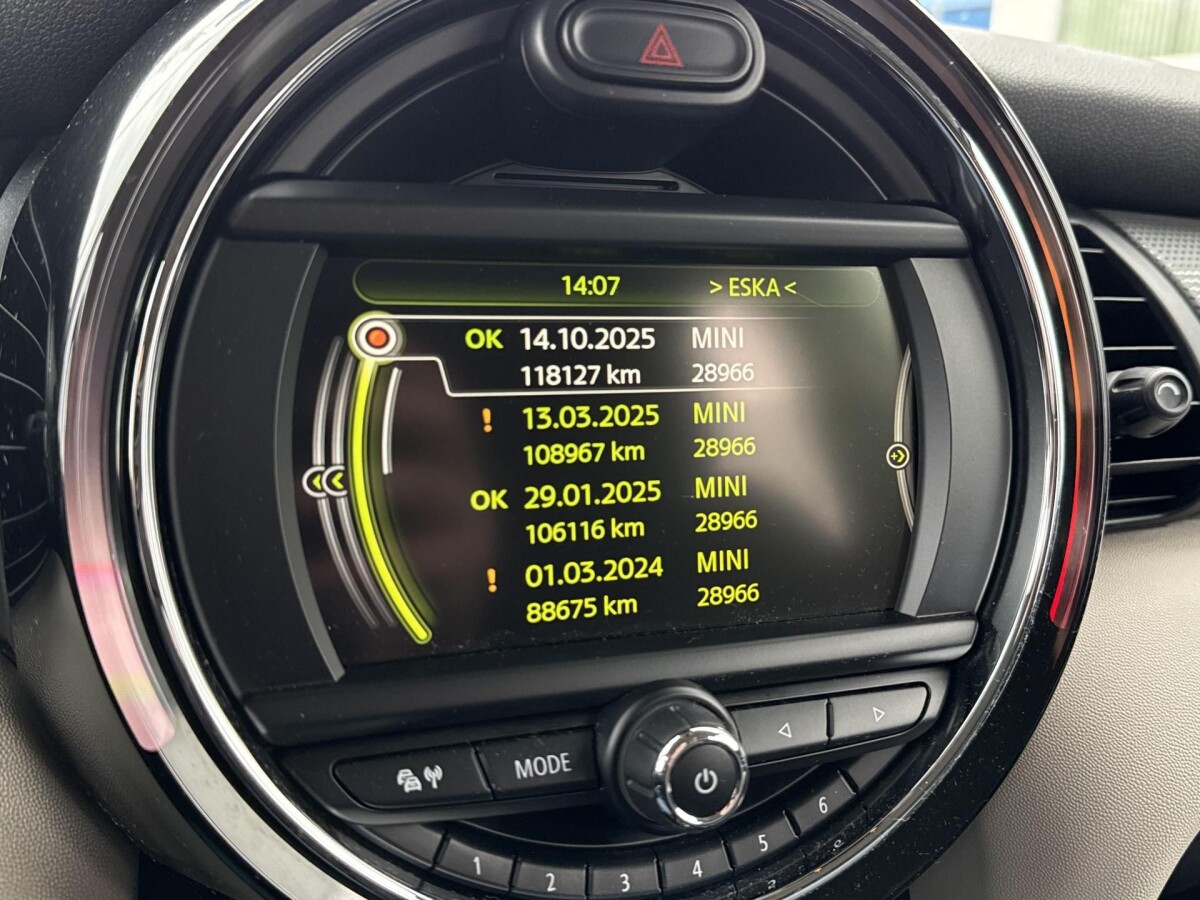 14:07 > ESKA <
OK 14.10.2025 MINI
118127 km 28966
! 13.03.2025 MINI
108967 km 28966
OK 29.01.2025 MINI
106116 km 28966
! 01.03.2024 MINI
88675 km 28966
MODE
1 2 3 4 5 6